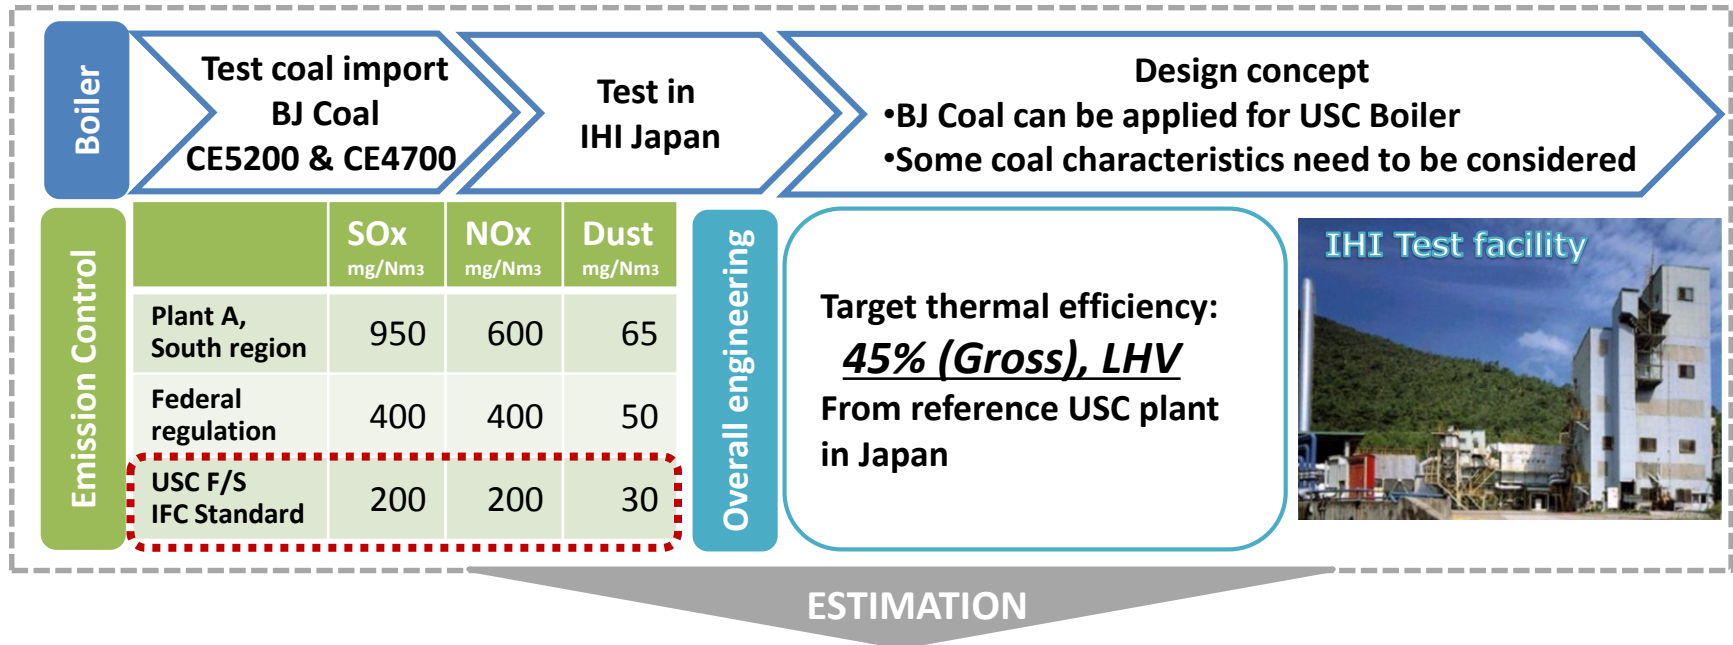 Boiler
Test coal import
BJ Coal
CE5200 & CE4700
Test in
IHI Japan
Design concept
•BJ Coal can be applied for USC Boiler
•Some coal characteristics need to be considered
Emission Control
SOx NOx Dust
mg/Nm3 mg/Nm3 mg/Nm3
Plant A,
South region 950 600 65
Federal
regulation 400 400 50
USC F/S
IFC Standard 200 200 30
Overall engineering
Target thermal efficiency:
45% (Gross), LHV
From reference USC plant
in Japan
IHI Test facility
ESTIMATION